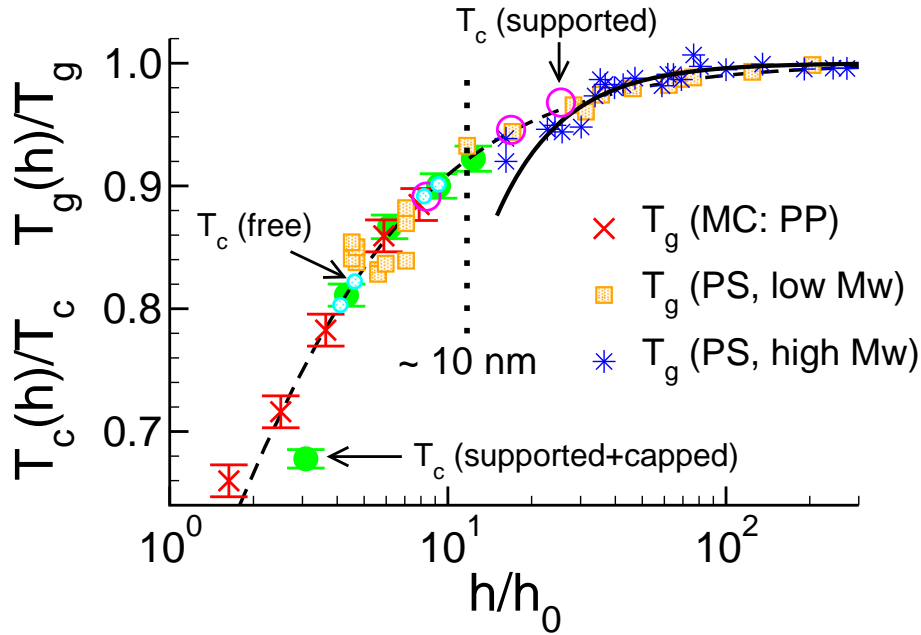 T_c (supported)
T_c(h)/T_c T_g(h)/T_g
1.0
0.9
0.8
0.7
T_c (free)
T_g (MC: PP)
T_g (PS, low Mw)
T_g (PS, high Mw)
~ 10 nm
T_c (supported+capped)
10^0 10^1 10^2
h/h_0